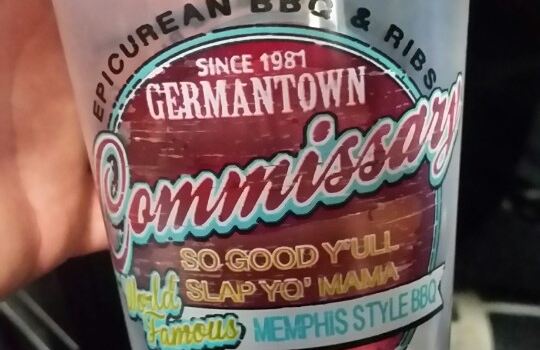 EPICUREAN BBQ & RIBS
SINCE 1981
GERMANTOWN
Commissary
SO GOOD Y'ULL
SLAP YO' MAMA
World
Famous
MEMPHIS STYLE BBQ